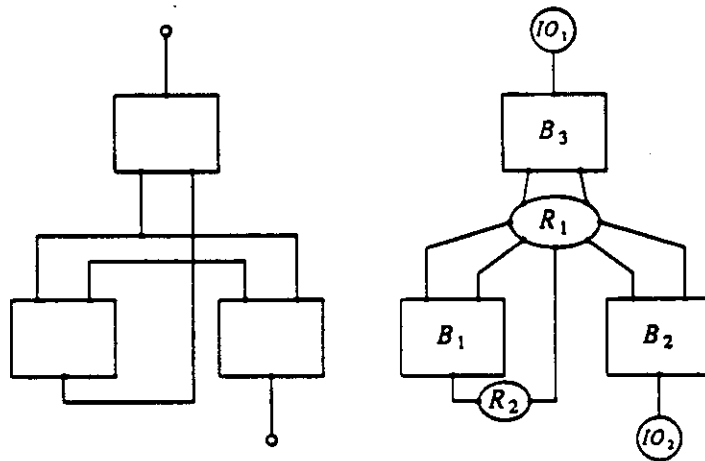 IO₁
B₃
R₁
B₁
B₂
R₂
IO₂